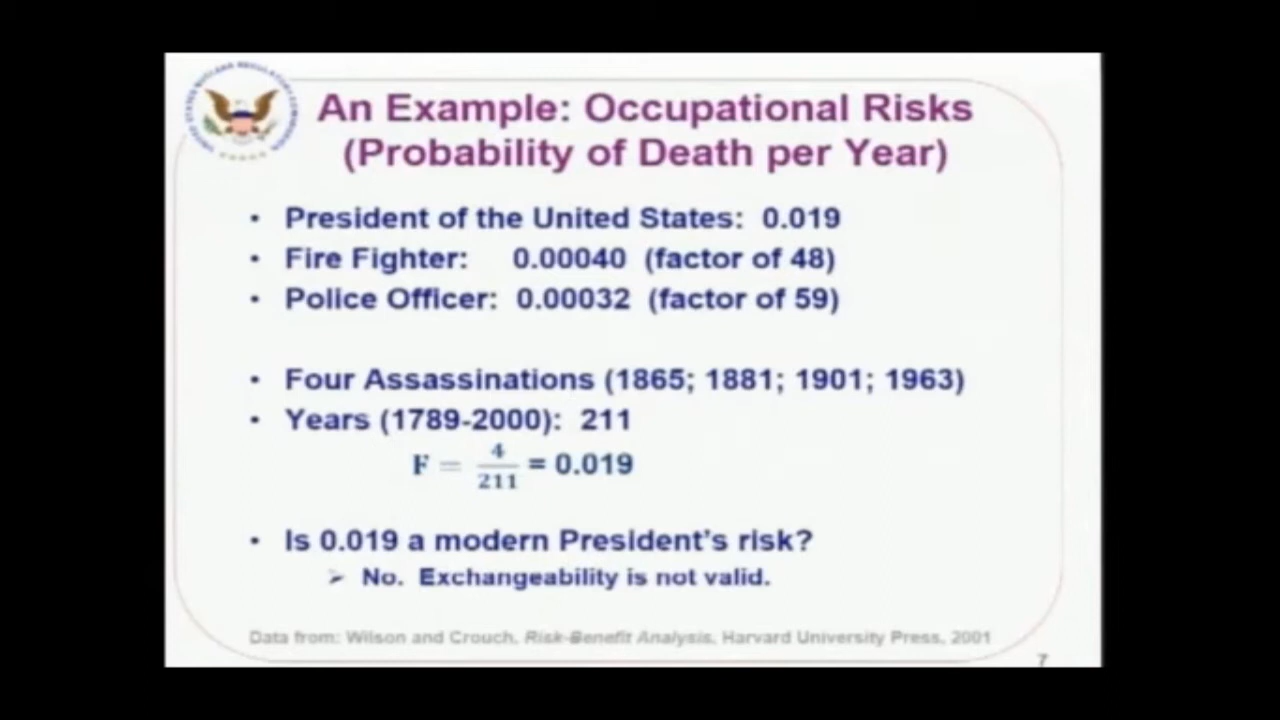 An Example: Occupational Risks
(Probability of Death per Year)
• President of the United States: 0.019
• Fire Fighter: 0.00040 (factor of 48)
• Police Officer: 0.00032 (factor of 59)
• Four Assassinations (1865; 1881; 1901; 1963)
• Years (1789-2000): 211
F = 4/211 = 0.019
• Is 0.019 a modern President's risk?
➢ No. Exchangeability is not valid.
Data from: Wilson and Crouch, Risk-Benefit Analysis, Harvard University Press, 2001
7